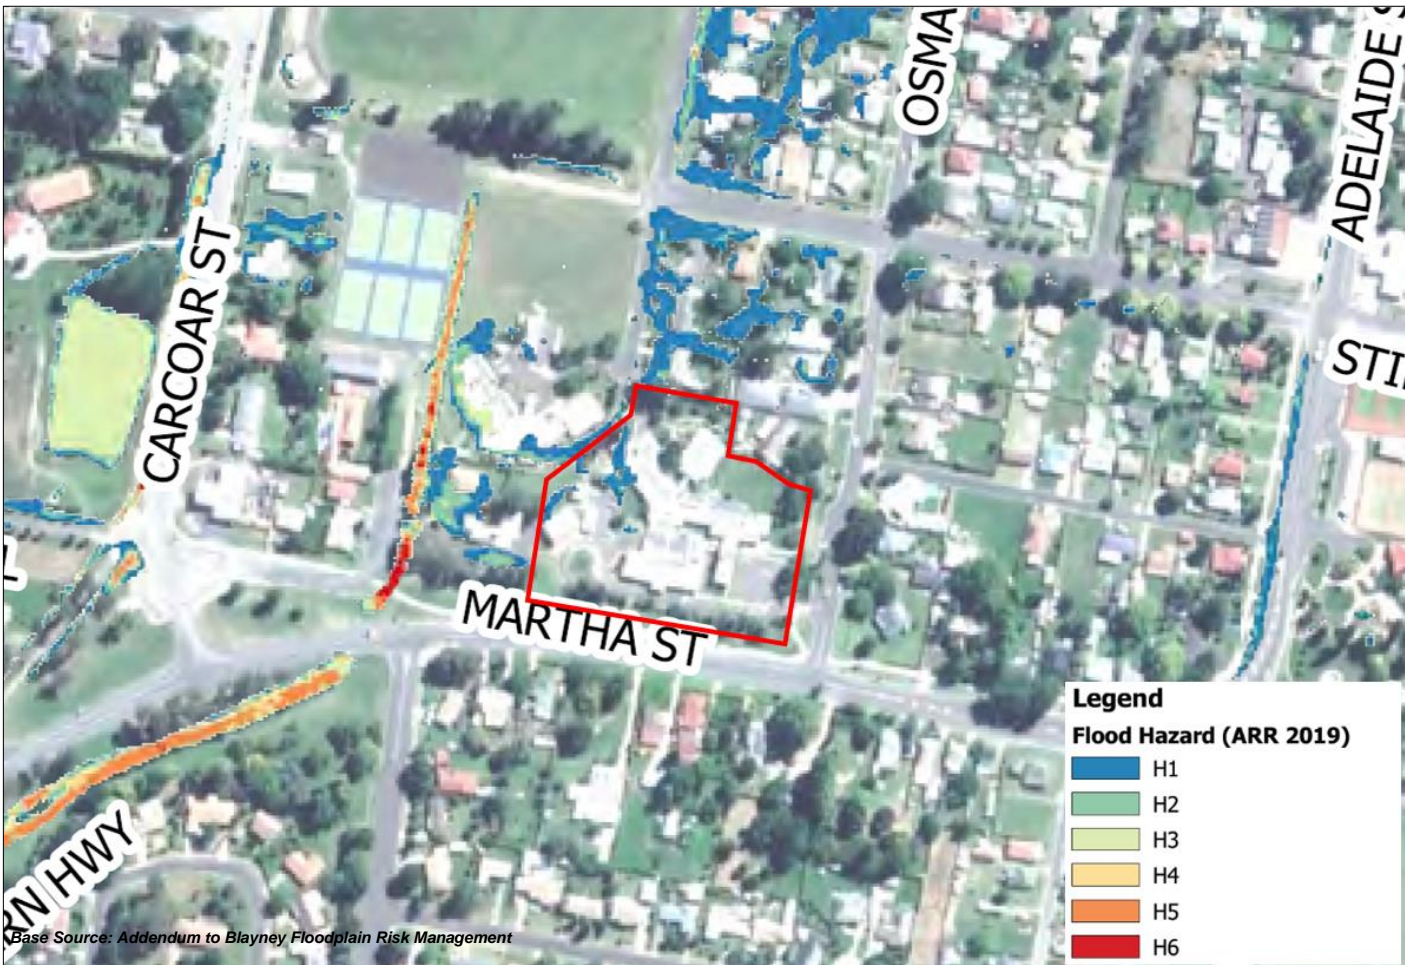 OSMA
ADELAIDE S
CARCOAR ST
STI
MARTHA ST
Legend
Flood Hazard (ARR 2019)
H1
H2
H3
H4
H5
H6
RN HWY
Base Source: Addendum to Blayney Floodplain Risk Management